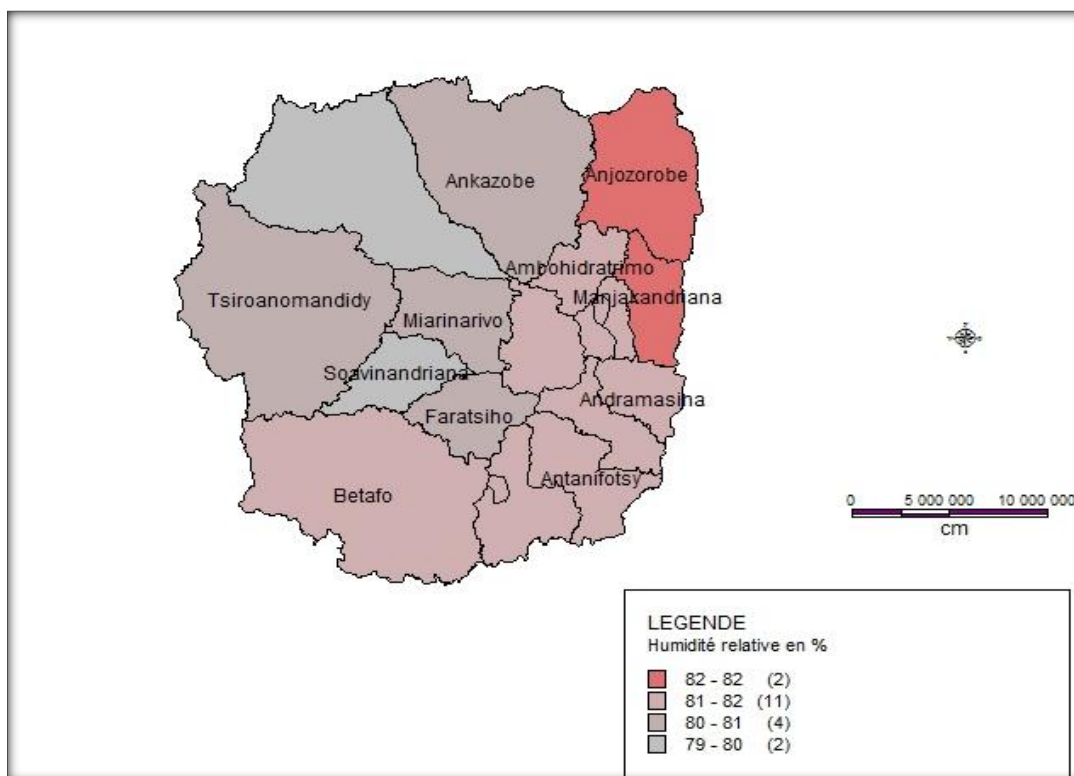 Ankazobe
Anjozorobe
Ambohidratrimo
Tsiroanomandidy
Manjakandriana
Miarinarivo
Soavinandriana
Andramasina
Faratsiho
Antanifotsy
Betafo
0 5 000 000 10 000 000
cm
LEGENDE
Humidité relative en %
82 - 82 (2)
81 - 82 (11)
80 - 81 (4)
79 - 80 (2)